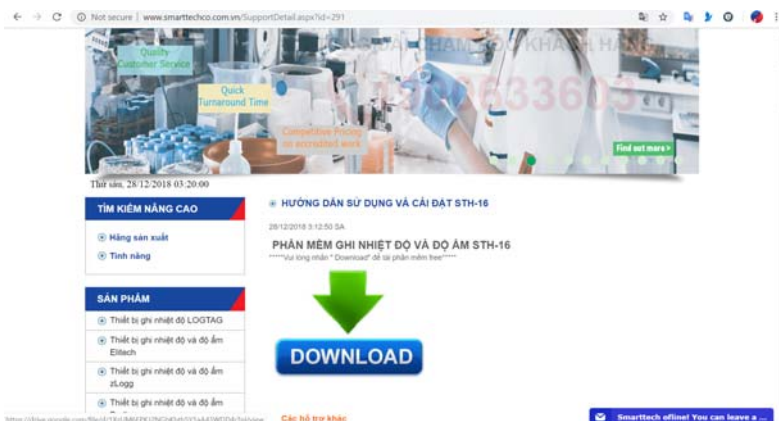 Not secure | www.smarttechco.com.vn/SupportDetail.aspx?id=291
Quality
Customer Service
Quick
Turnaround Time
Competitive Pricing
on accredited work
Find out more >
Thứ sáu, 28/12/2018 03:20:00
TÌM KIẾM NÂNG CAO
Hãng sản xuất
Tính năng
SẢN PHẨM
Thiết bị ghi nhiệt độ LOGTAG
Thiết bị ghi nhiệt độ và độ ẩm
Elitech
Thiết bị ghi nhiệt độ và độ ẩm
zLogg
Thiết bị ghi nhiệt độ và độ ẩm
HƯỚNG DẪN SỬ DỤNG VÀ CÀI ĐẶT STH-16
28/12/2018 3:12:50 SA
PHẦN MỀM GHI NHIỆT ĐỘ VÀ ĐỘ ẨM STH-16
*****Vui lòng nhấn " Download" để tải phần mềm free*****
DOWNLOAD
Các hỗ trợ khác
Smarttech ofline! You can leave a ...